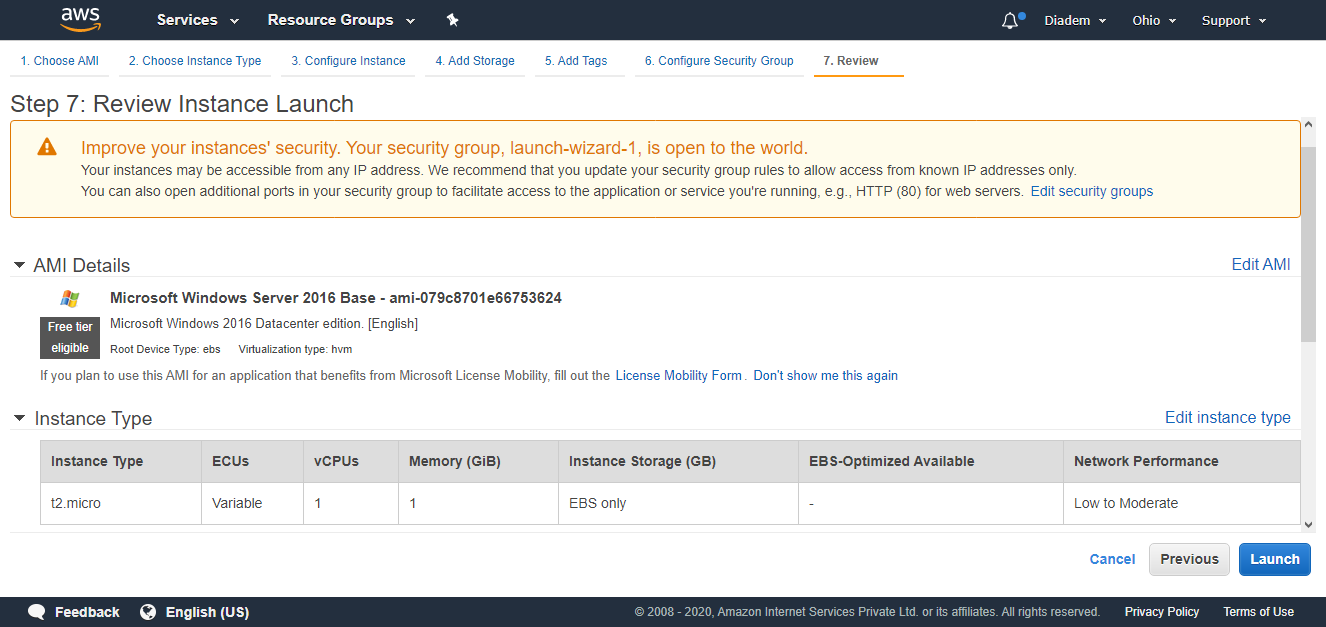 aws Services Resource Groups Diadem Ohio Support
1. Choose AMI 2. Choose Instance Type 3. Configure Instance 4. Add Storage 5. Add Tags 6. Configure Security Group 7. Review
Step 7: Review Instance Launch
Improve your instances' security. Your security group, launch-wizard-1, is open to the world.
Your instances may be accessible from any IP address. We recommend that you update your security group rules to allow access from known IP addresses only.
You can also open additional ports in your security group to facilitate access to the application or service you're running, e.g., HTTP (80) for web servers. Edit security groups
AMI Details Edit AMI
Microsoft Windows Server 2016 Base - ami-079c8701e66753624
Free tier eligible
Microsoft Windows 2016 Datacenter edition. [English]
Root Device Type: ebs Virtualization type: hvm
If you plan to use this AMI for an application that benefits from Microsoft License Mobility, fill out the License Mobility Form . Don't show me this again
Instance Type Edit instance type
Instance Type ECUs vCPUs Memory (GiB) Instance Storage (GB) EBS-Optimized Available Network Performance
t2.micro Variable 1 1 EBS only - Low to Moderate
Cancel Previous Launch
Feedback English (US) © 2008 - 2020, Amazon Internet Services Private Ltd. or its affiliates. All rights reserved. Privacy Policy Terms of Use